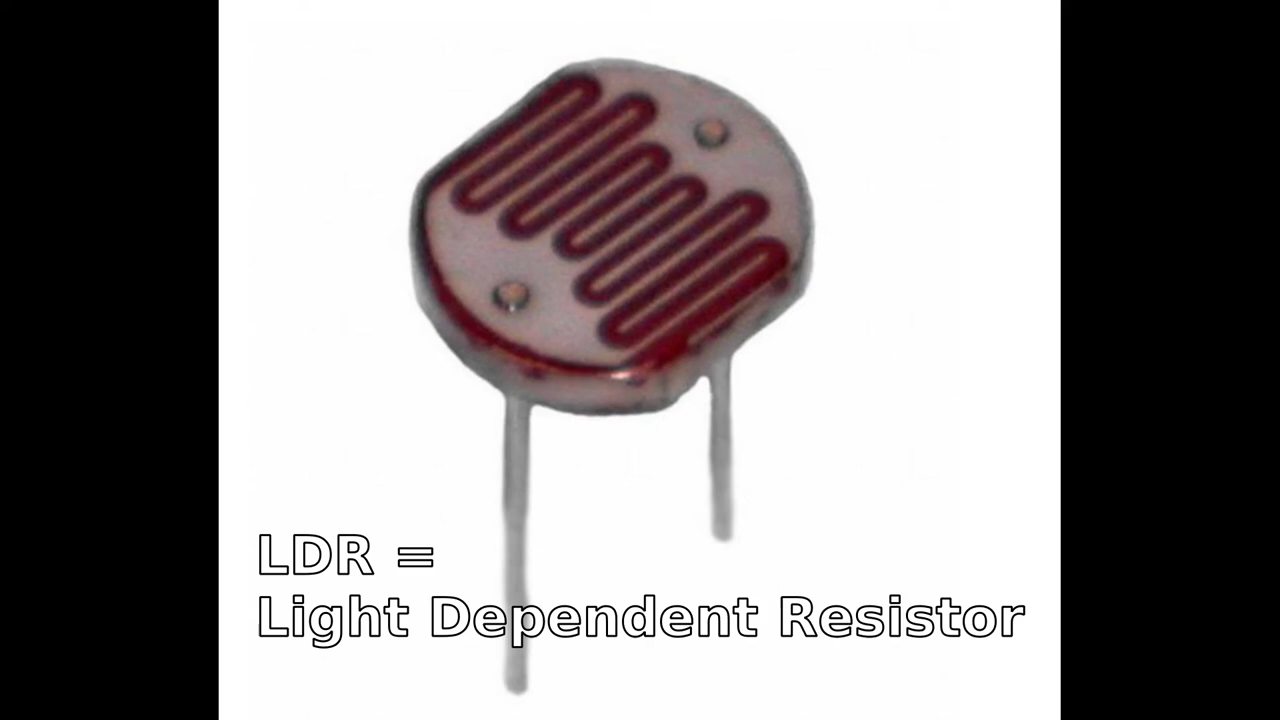 LDR =
Light Dependent Resistor